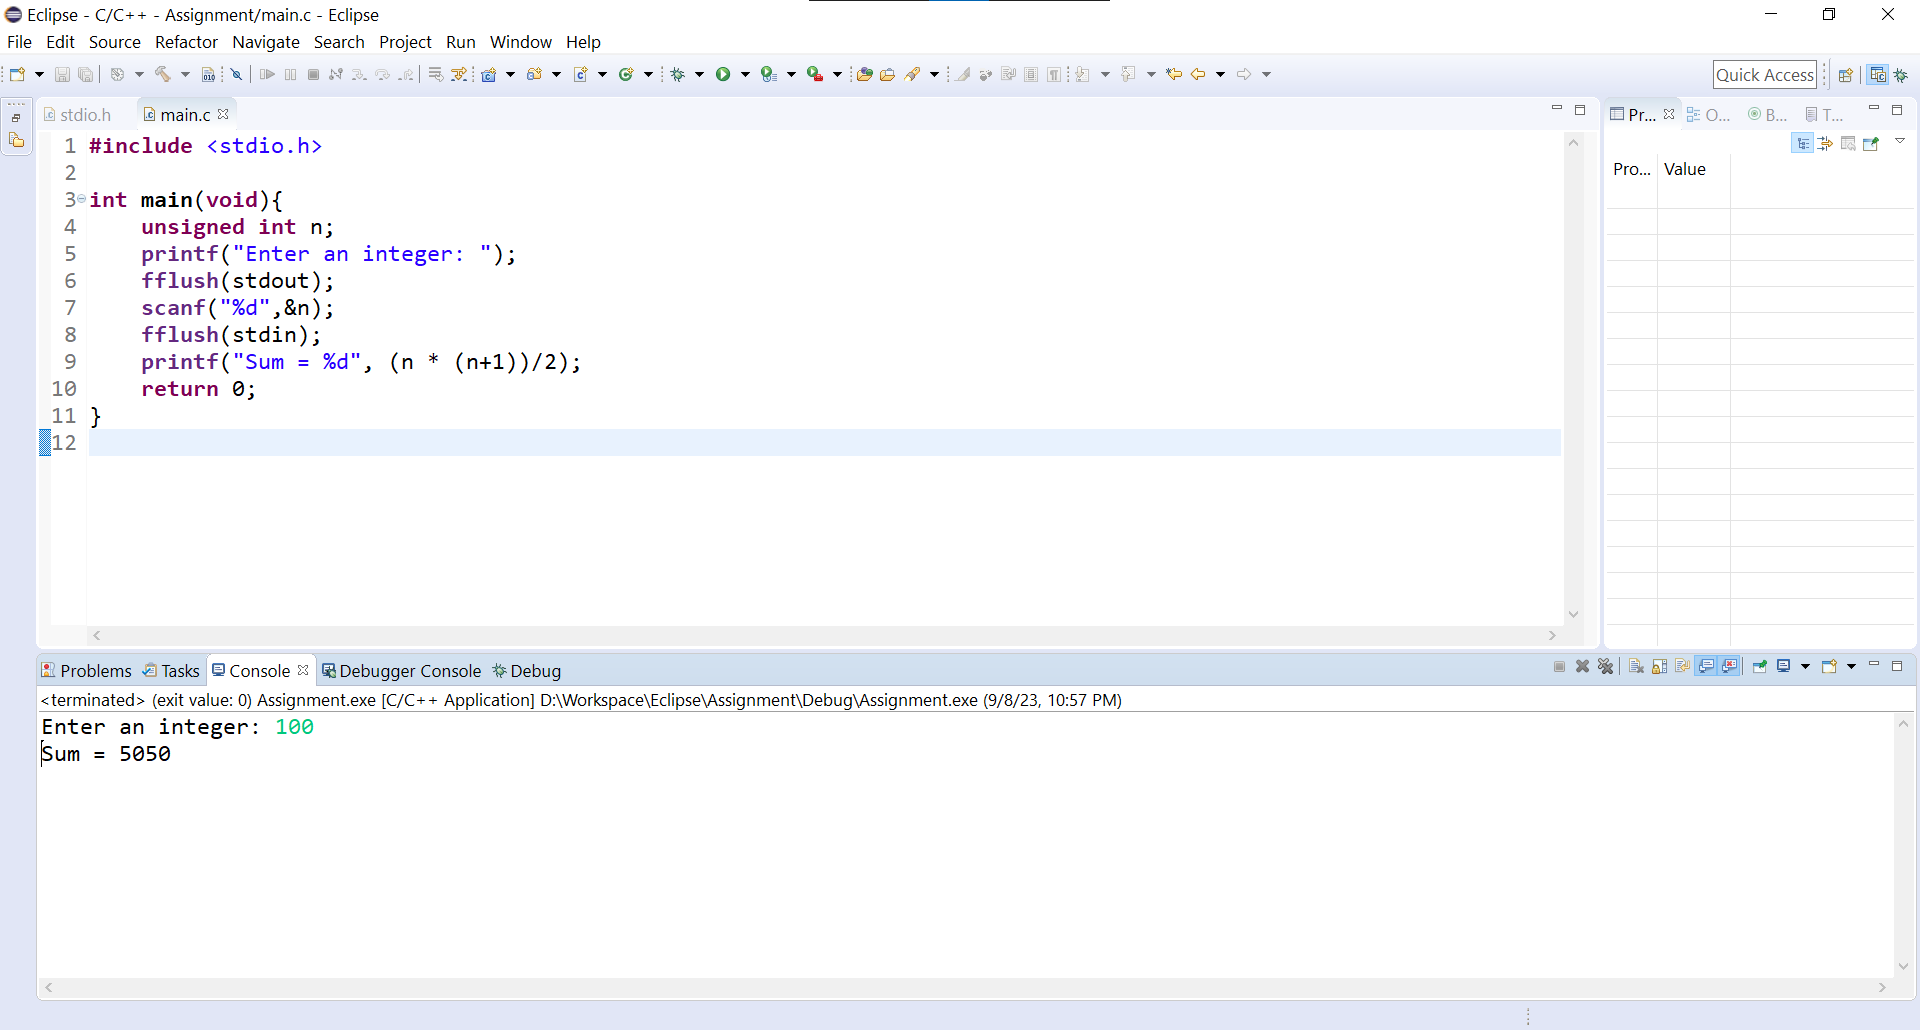 Eclipse - C/C++ - Assignment/main.c - Eclipse
File Edit Source Refactor Navigate Search Project Run Window Help
Quick Access
stdio.h main.c
Pr... O... B... T...
Pro... Value
1 #include <stdio.h>
2
3 int main(void){
4 unsigned int n;
5 printf("Enter an integer: ");
6 fflush(stdout);
7 scanf("%d",&n);
8 fflush(stdin);
9 printf("Sum = %d", (n * (n+1))/2);
10 return 0;
11 }
12
Problems Tasks Console Debugger Console Debug
<terminated> (exit value: 0) Assignment.exe [C/C++ Application] D:\Workspace\Eclipse\Assignment\Debug\Assignment.exe (9/8/23, 10:57 PM)
Enter an integer: 100
Sum = 5050